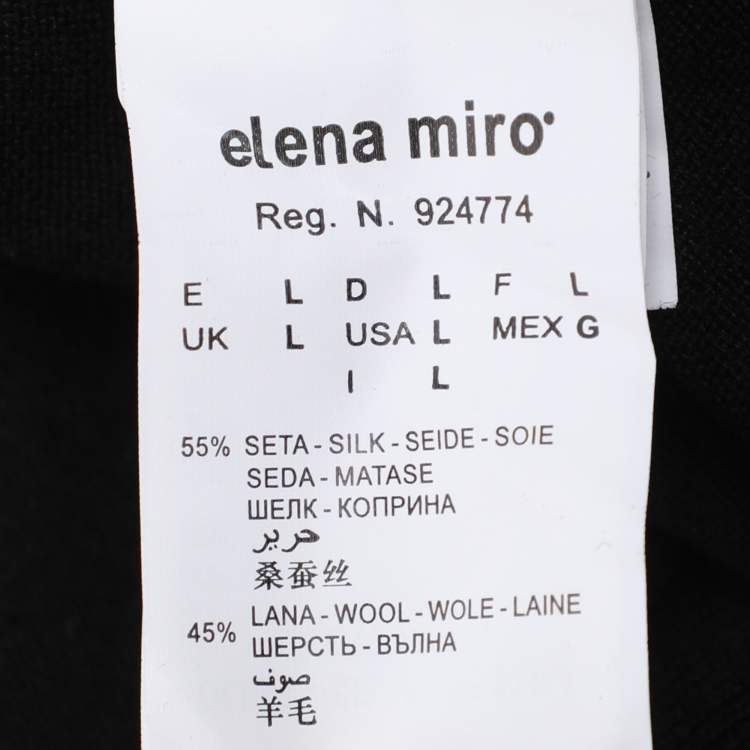 elena miro
Reg. N. 924774
E L D L F L
UK L USA L MEX G
I L
55% SETA - SILK - SEIDE - SOIE
SEDA - MATASE
ШЕЛК - КОПРИНА
حرير
桑蚕丝
45% LANA - WOOL - WOLE - LAINE
ШЕРСТЬ - ВЪЛНА
صوف
羊毛